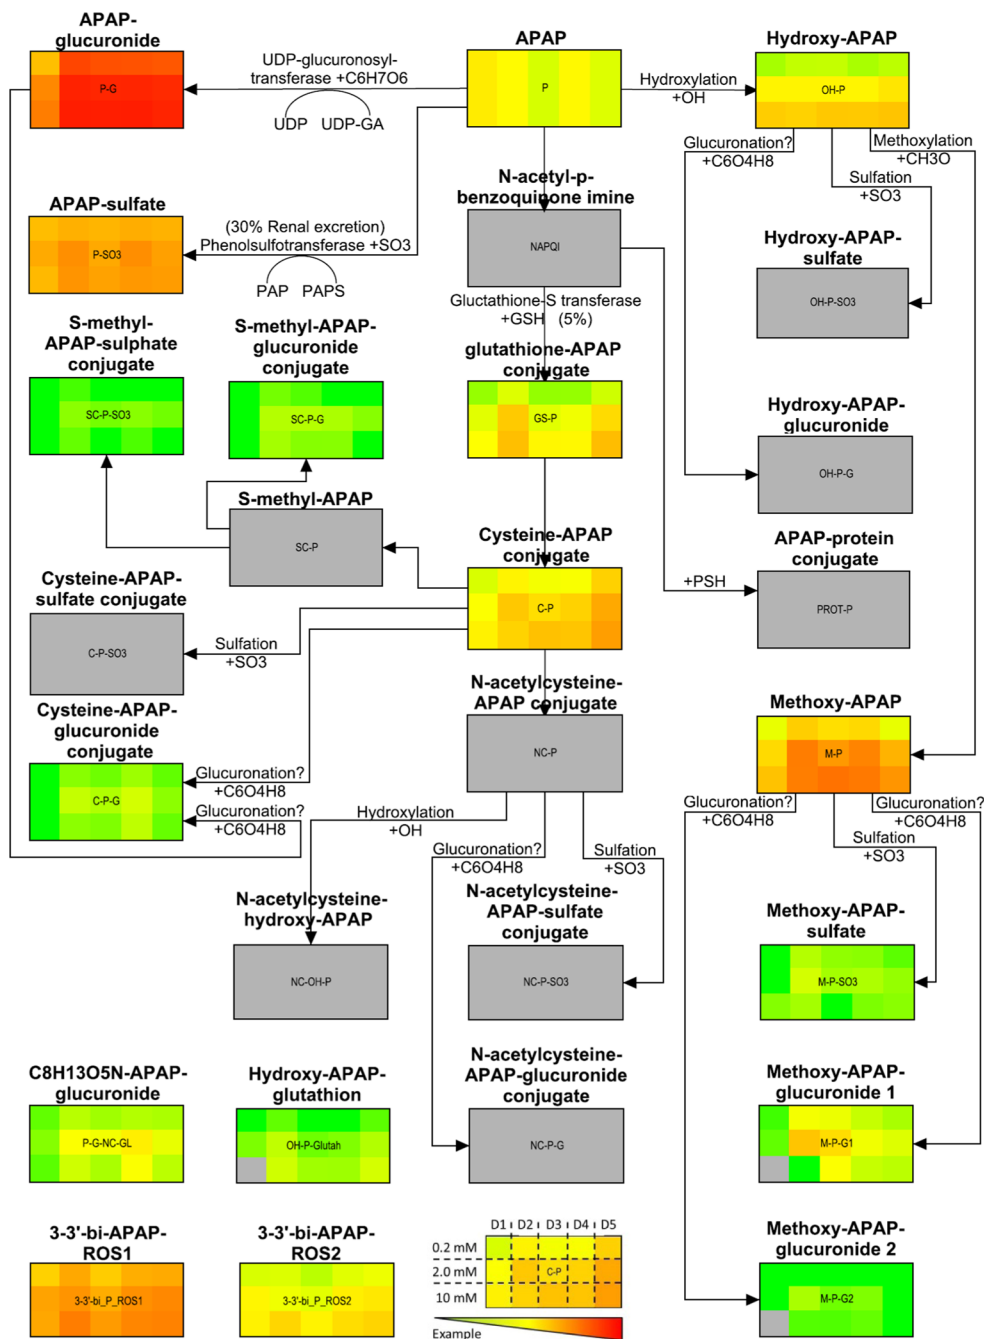 APAP-
glucuronide
P-G
UDP-glucuronosyl-
transferase +C6H7O6
UDP UDP-GA
APAP
P
Hydroxylation
+OH
Hydroxy-APAP
OH-P
Glucuronation?
+C6O4H8
Methoxylation
+CH3O
Sulfation
+SO3
APAP-sulfate
P-SO3
(30% Renal excretion)
Phenolsulfotransferase +SO3
PAP PAPS
N-acetyl-p-
benzoquinone imine
NAPQI
Gluctathione-S transferase
+GSH (5%)
Hydroxy-APAP-
sulfate
OH-P-SO3
S-methyl-
APAP-sulphate
conjugate
SC-P-SO3
S-methyl-APAP-
glucuronide
conjugate
SC-P-G
glutathione-APAP
conjugate
GS-P
Hydroxy-APAP-
glucuronide
OH-P-G
S-methyl-APAP
SC-P
Cysteine-APAP
conjugate
C-P
APAP-protein
conjugate
+PSH
PROT-P
Cysteine-APAP-
sulfate conjugate
C-P-SO3
Sulfation
+SO3
Cysteine-APAP-
glucuronide
conjugate
C-P-G
Glucuronation?
+C6O4H8
Glucuronation?
+C6O4H8
N-acetylcysteine-
APAP conjugate
NC-P
Hydroxylation
+OH
Glucuronation?
+C6O4H8
Sulfation
+SO3
Methoxy-APAP
M-P
Glucuronation?
+C6O4H8
Glucuronation?
+C6O4H8
Sulfation
+SO3
N-acetylcysteine-
hydroxy-APAP
NC-OH-P
N-acetylcysteine-
APAP-sulfate
conjugate
NC-P-SO3
Methoxy-APAP-
sulfate
M-P-SO3
C8H13O5N-APAP-
glucuronide
P-G-NC-GL
Hydroxy-APAP-
glutathion
OH-P-Glutah
N-acetylcysteine-
APAP-glucuronide
conjugate
NC-P-G
Methoxy-APAP-
glucuronide 1
M-P-G1
3-3'-bi-APAP-
ROS1
3-3'-bi_P_ROS1
3-3'-bi-APAP-
ROS2
3-3'-bi_P_ROS2
D1 D2 D3 D4 D5
0.2 mM
2.0 mM
C-P
10 mM
Example
Methoxy-APAP-
glucuronide 2
M-P-G2